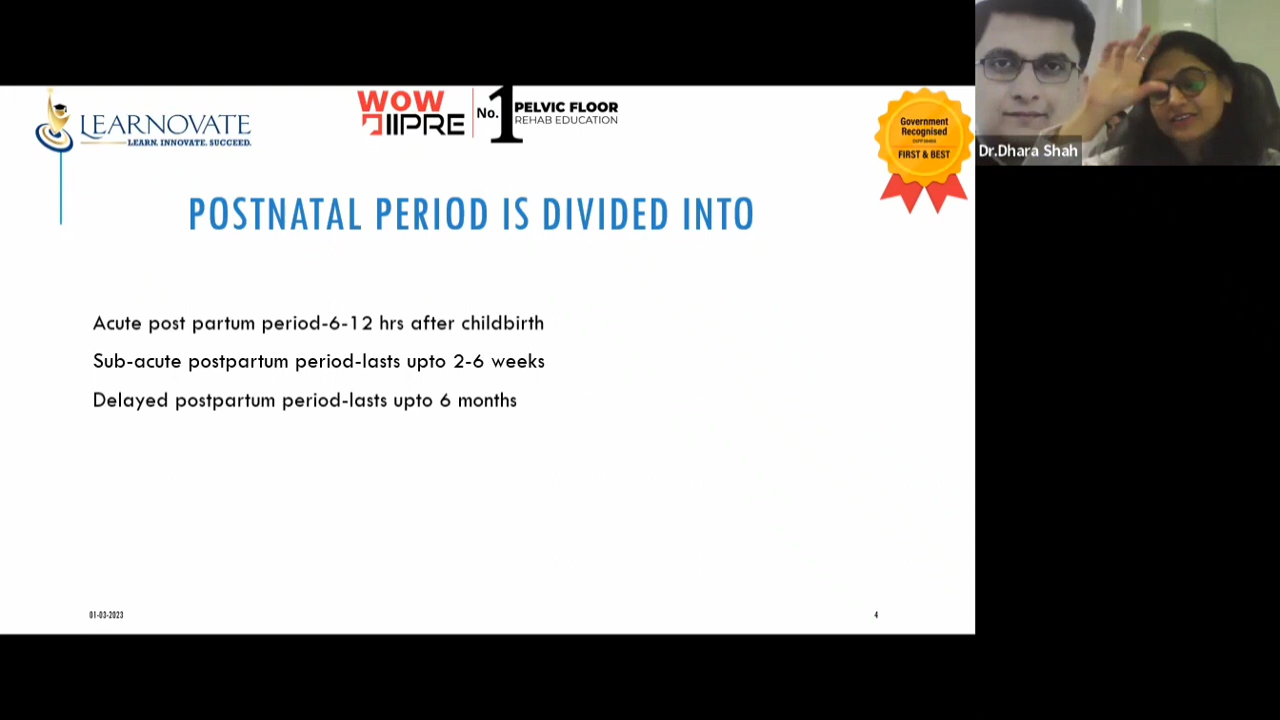 LEARNOVATE
LEARN. INNOVATE. SUCCEED.
WOW
IIPRE
No. 1
PELVIC FLOOR
REHAB EDUCATION
Government
Recognised
FIRST & BEST
Dr.Dhara Shah
POSTNATAL PERIOD IS DIVIDED INTO
Acute post partum period-6-12 hrs after childbirth
Sub-acute postpartum period-lasts upto 2-6 weeks
Delayed postpartum period-lasts upto 6 months
01-03-2023
4